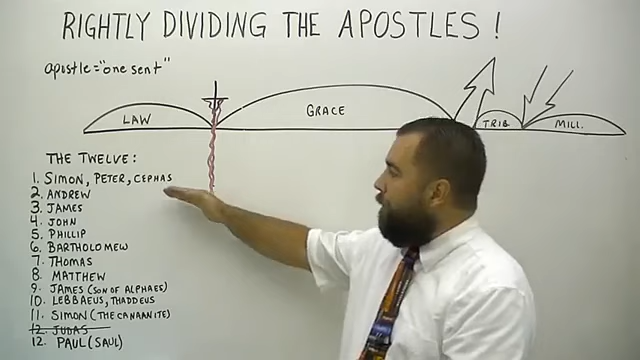 RIGHTLY DIVIDING THE APOSTLES!
apostle="one sent"
LAW
GRACE
TRIB
MILL.
THE TWELVE:
1. SIMON, PETER, CEPHAS
2. ANDREW
3. JAMES
4. JOHN
5. PHILLIP
6. BARTHOLOMEW
7. THOMAS
8. MATTHEW
9. JAMES (SON OF ALPHAES)
10. LEBBAEUS, THADDEUS
11. SIMON (THE CANAANITE)
12. JUDAS
12. PAUL (SAUL)